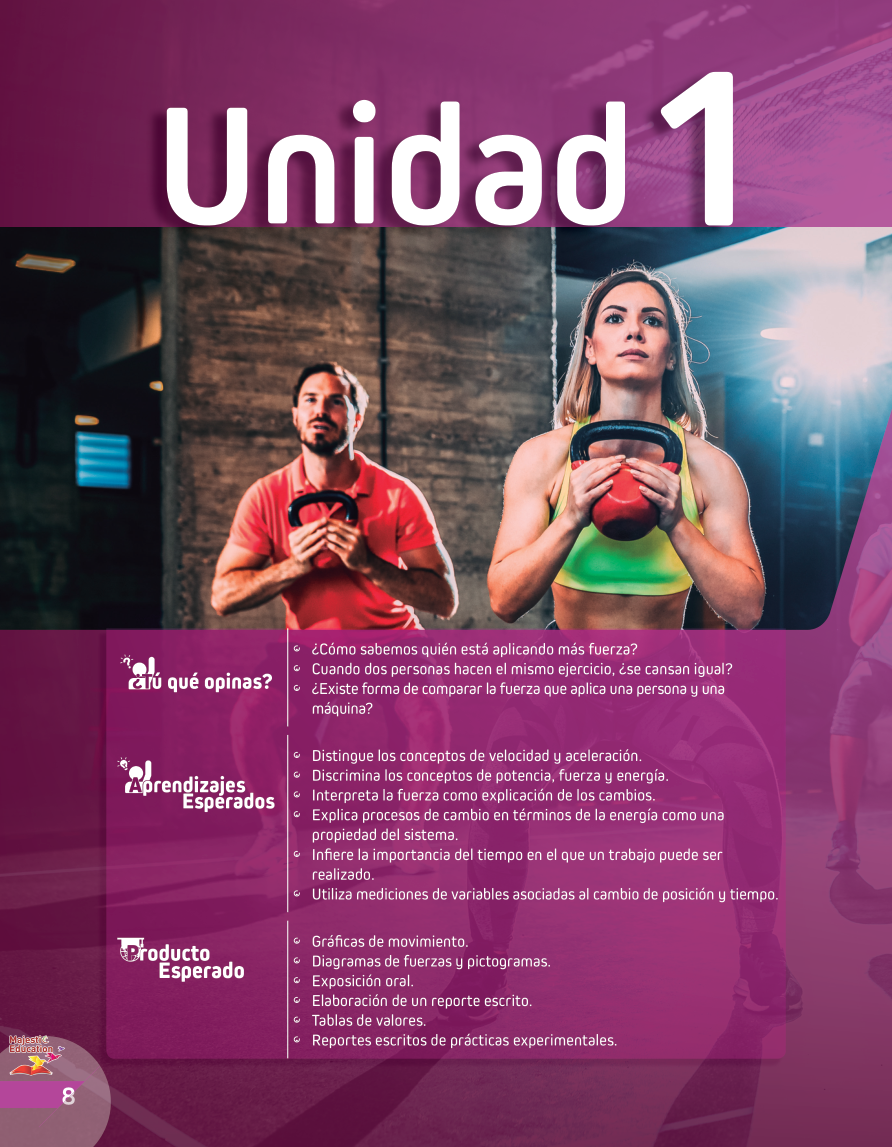 Unidad 1
¿Tú qué opinas?
¿Cómo sabemos quién está aplicando más fuerza?
Cuando dos personas hacen el mismo ejercicio, ¿se cansan igual?
¿Existe forma de comparar la fuerza que aplica una persona y una
máquina?
Aprendizajes
Esperados
Distingue los conceptos de velocidad y aceleración.
Discrimina los conceptos de potencia, fuerza y energía.
Interpreta la fuerza como explicación de los cambios.
Explica procesos de cambio en términos de la energía como una
propiedad del sistema.
Infiere la importancia del tiempo en el que un trabajo puede ser
realizado.
Utiliza mediciones de variables asociadas al cambio de posición y tiempo.
Producto
Esperado
Gráficas de movimiento.
Diagramas de fuerzas y pictogramas.
Exposición oral.
Elaboración de un reporte escrito.
Tablas de valores.
Reportes escritos de prácticas experimentales.
Majestic
Education
8